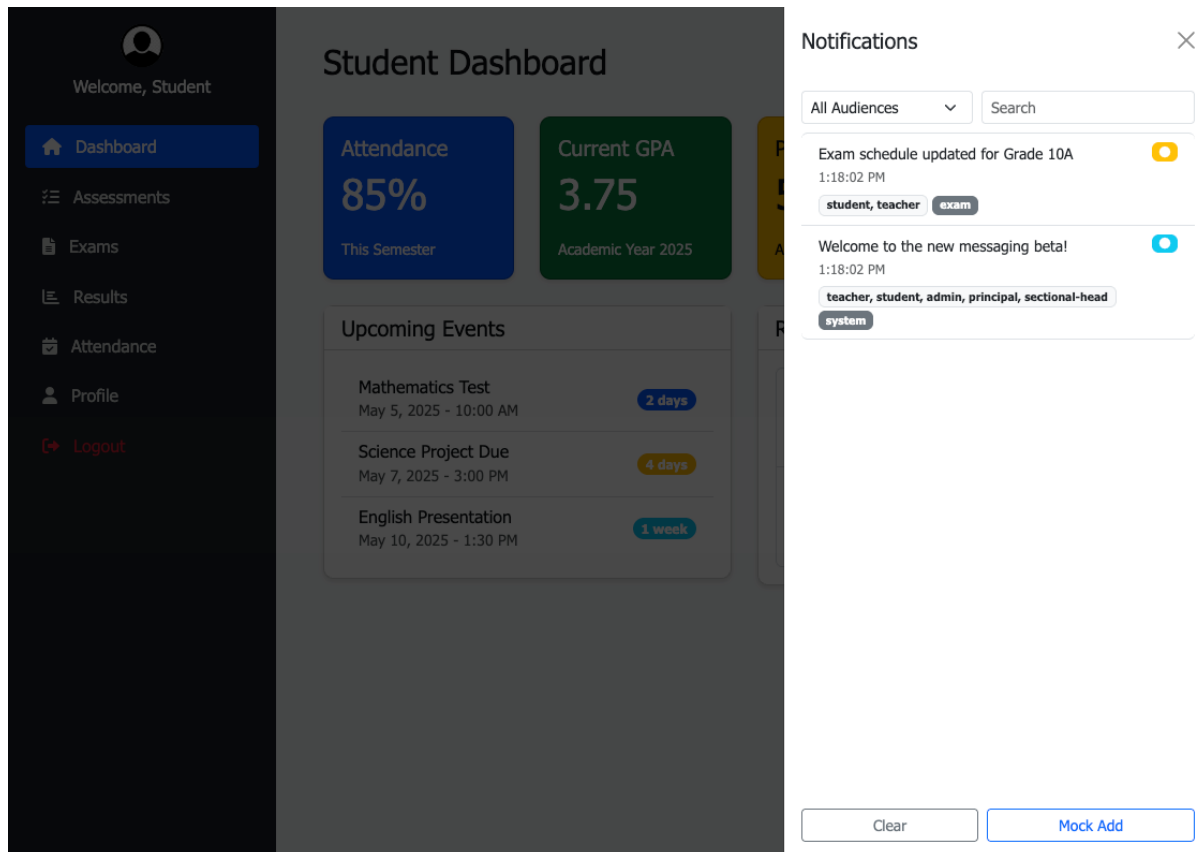 Welcome, Student
Dashboard
Assessments
Exams
Results
Attendance
Profile
Logout
Student Dashboard
Attendance
85%
This Semester
Current GPA
3.75
Academic Year 2025
Upcoming Events
Mathematics Test
May 5, 2025 - 10:00 AM
2 days
Science Project Due
May 7, 2025 - 3:00 PM
4 days
English Presentation
May 10, 2025 - 1:30 PM
1 week
Notifications
All Audiences
Search
Exam schedule updated for Grade 10A
1:18:02 PM
student, teacher exam
Welcome to the new messaging beta!
1:18:02 PM
teacher, student, admin, principal, sectional-head
system
Clear
Mock Add